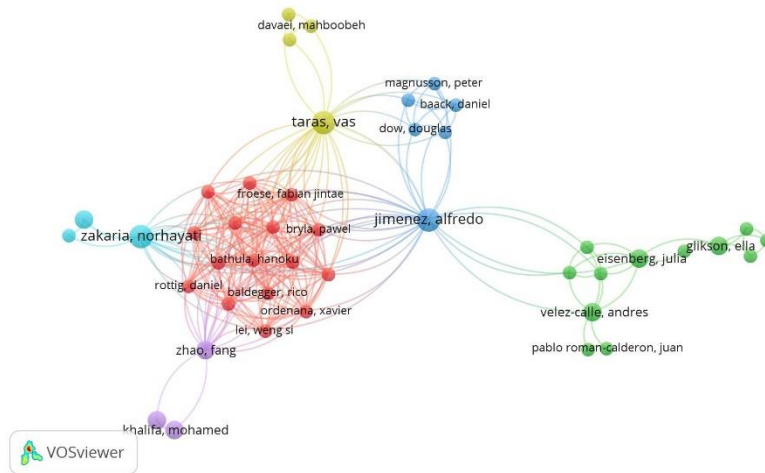 davaei, mahboobeh
magnusson, peter
baack, daniel
taras, vas
dow, douglas
froese, fabian jintae
jimenez, alfredo
bryla, pawel
zakaria, norhayati
glikson, ella
bathula, hanoku
eisenberg, julia
rottig, daniel
baldegger, rico
ordenana, xavier
velez-calle, andres
lei, weng si
zhao, fang
pablo roman-calderon, juan
khalifa, mohamed
VOSviewer